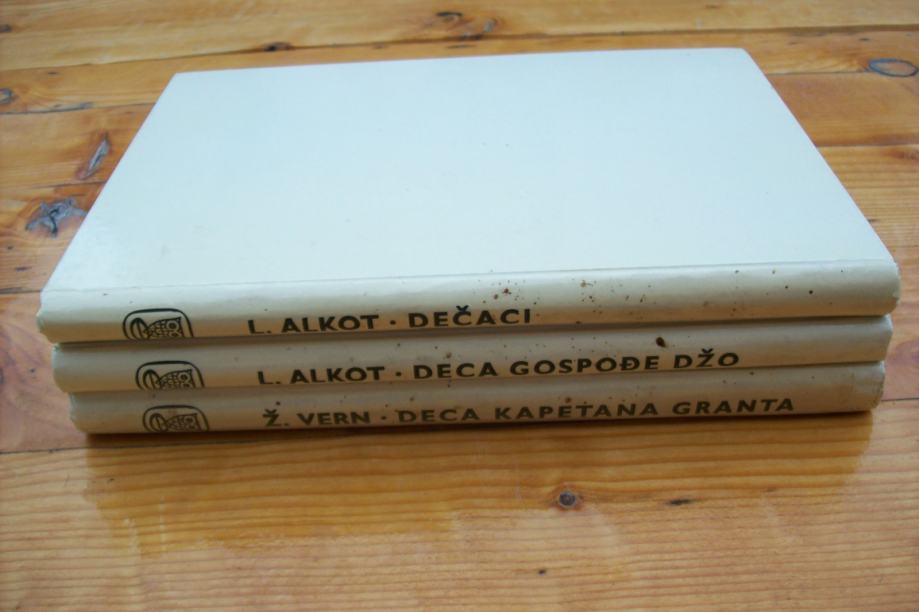 L. ALKOT · DEČACI
L. ALKOT · DECA GOSPOĐE DŽO
Ž. VERN · DECA KAPETANA GRANTA